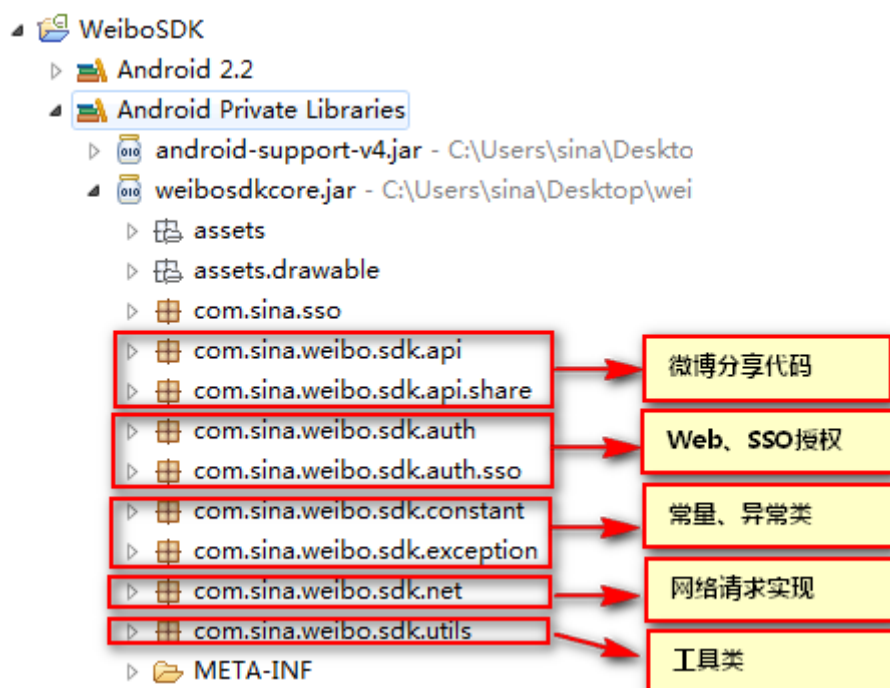 WeiboSDK
Android 2.2
Android Private Libraries
android-support-v4.jar - C:\Users\sina\Deskto
weibosdkcore.jar - C:\Users\sina\Desktop\wei
assets
assets.drawable
com.sina.sso
com.sina.weibo.sdk.api
com.sina.weibo.sdk.api.share
微博分享代码
com.sina.weibo.sdk.auth
com.sina.weibo.sdk.auth.sso
Web、SSO授权
com.sina.weibo.sdk.constant
com.sina.weibo.sdk.exception
常量、异常类
com.sina.weibo.sdk.net
网络请求实现
com.sina.weibo.sdk.utils
工具类
META-INF